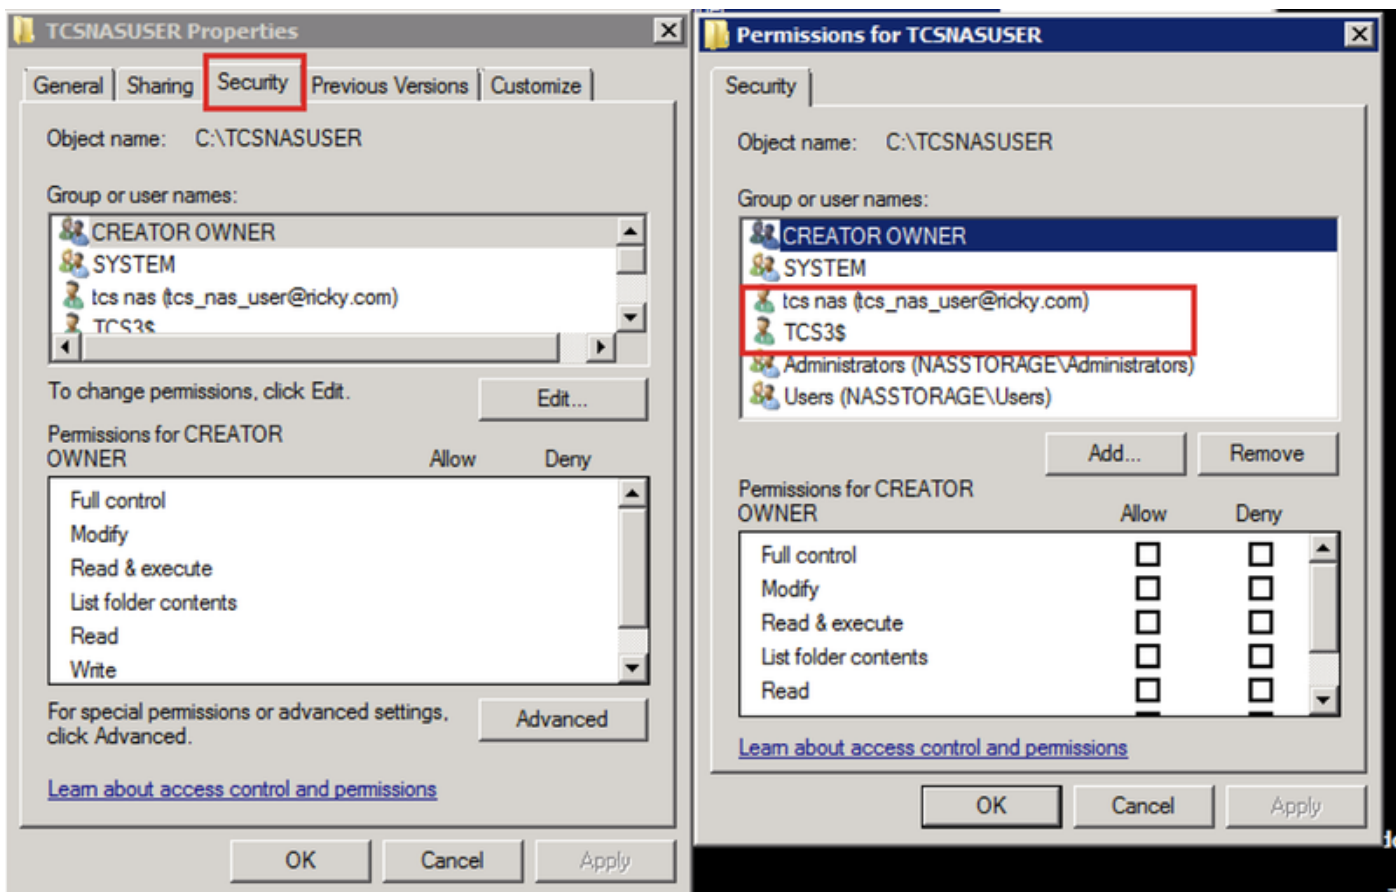 TCSNASUSER Properties
General Sharing Security Previous Versions Customize
Object name: C:\TCSNASUSER
Group or user names:
CREATOR OWNER
SYSTEM
tcs nas (tcs_nas_user@ricky.com)
TCS3$
To change permissions, click Edit.
Edit...
Permissions for CREATOR
OWNER Allow Deny
Full control
Modify
Read & execute
List folder contents
Read
Write
For special permissions or advanced settings,
click Advanced.
Advanced
Learn about access control and permissions
OK Cancel Apply
Permissions for TCSNASUSER
Security
Object name: C:\TCSNASUSER
Group or user names:
CREATOR OWNER
SYSTEM
tcs nas (tcs_nas_user@ricky.com)
TCS3$
Administrators (NASSTORAGE\Administrators)
Users (NASSTORAGE\Users)
Add... Remove
Permissions for CREATOR
OWNER Allow Deny
Full control
Modify
Read & execute
List folder contents
Read
Learn about access control and permissions
OK Cancel Apply